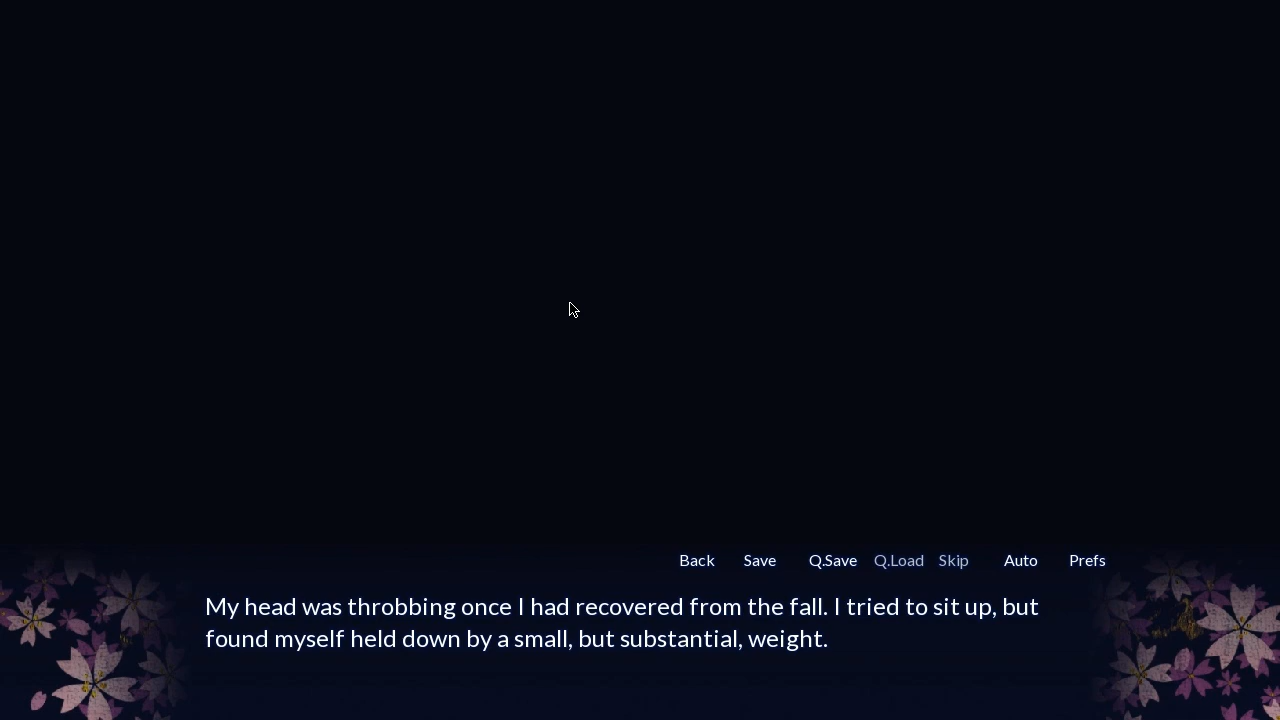 Back Save Q.Save Q.Load Skip Auto Prefs
My head was throbbing once I had recovered from the fall. I tried to sit up, but
found myself held down by a small, but substantial, weight.